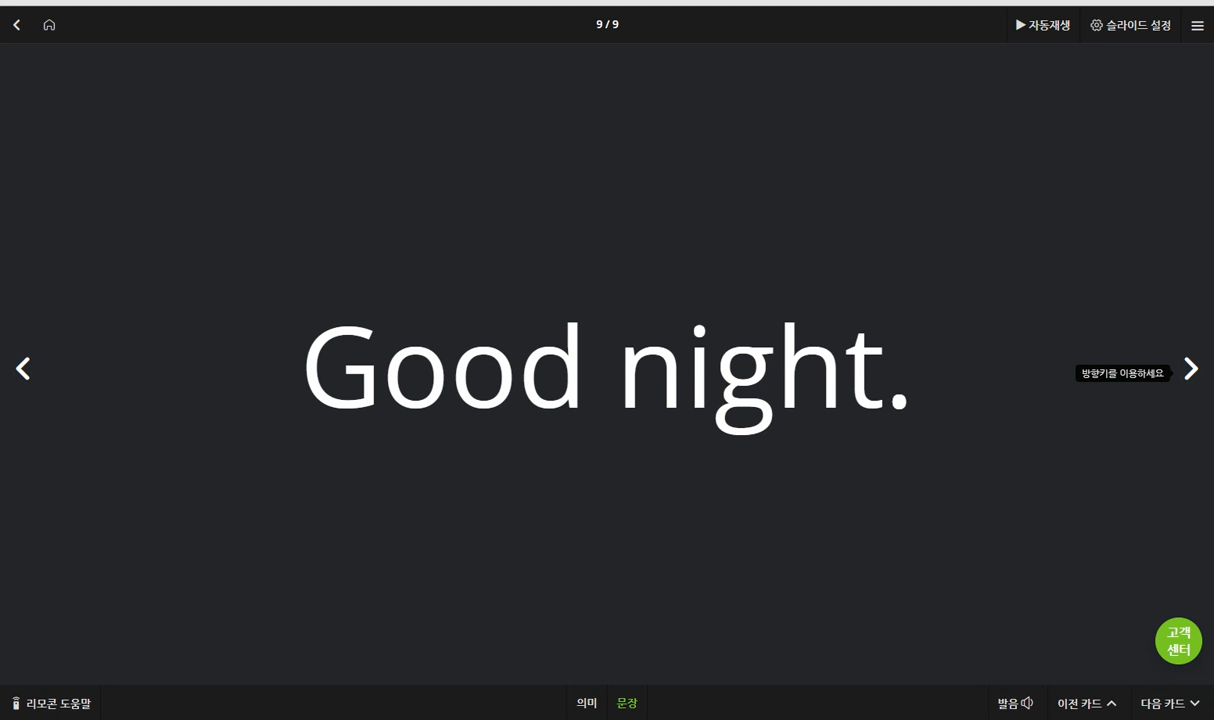 9 / 9
자동재생
슬라이드 설정
Good night.
방향키를 이용하세요
고객
센터
리모콘 도움말
의미
문장
발음
이전 카드
다음 카드